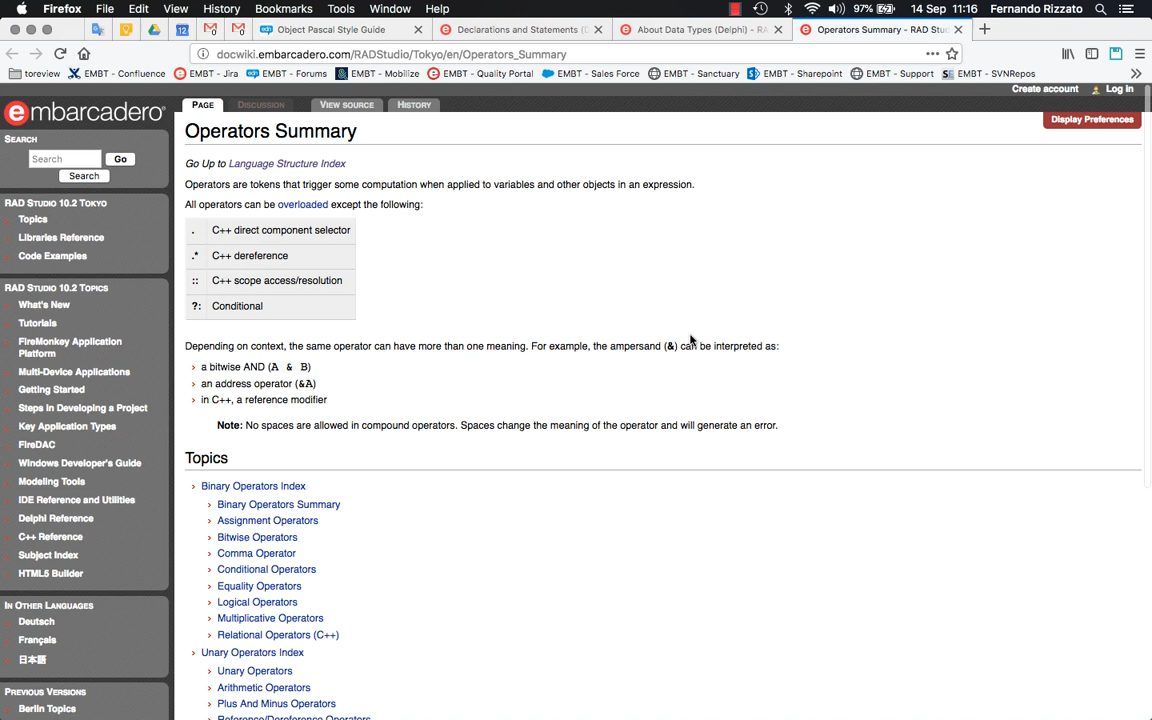 Firefox File Edit View History Bookmarks Tools Window Help 97% 14 Sep 11:16 Fernando Rizzato
Object Pascal Style Guide Declarations and Statements ( About Data Types (Delphi) - RA Operators Summary - RAD Stu
docwiki.embarcadero.com/RADStudio/Tokyo/en/Operators_Summary
toreview EMBT - Confluence EMBT - Jira EMBT - Forums EMBT - Mobilize EMBT - Quality Portal EMBT - Sales Force EMBT - Sanctuary EMBT - Sharepoint EMBT - Support EMBT - SVNRepos
Create account Log in
embarcadero
PAGE DISCUSSION VIEW SOURCE HISTORY
Display Preferences
SEARCH
Search Go
Search
RAD STUDIO 10.2 TOKYO
Topics
Libraries Reference
Code Examples
RAD STUDIO 10.2 TOPICS
What's New
Tutorials
FireMonkey Application
Platform
Multi-Device Applications
Getting Started
Steps in Developing a Project
Key Application Types
FireDAC
Windows Developer's Guide
Modeling Tools
IDE Reference and Utilities
Delphi Reference
C++ Reference
Subject Index
HTML5 Builder
IN OTHER LANGUAGES
Deutsch
Français
日本語
PREVIOUS VERSIONS
Berlin Topics
Operators Summary
Go Up to Language Structure Index
Operators are tokens that trigger some computation when applied to variables and other objects in an expression.
All operators can be overloaded except the following:
. C++ direct component selector
.* C++ dereference
:: C++ scope access/resolution
?: Conditional
Depending on context, the same operator can have more than one meaning. For example, the ampersand (&) can be interpreted as:
› a bitwise AND (A & B)
› an address operator (&A)
› in C++, a reference modifier
Note: No spaces are allowed in compound operators. Spaces change the meaning of the operator and will generate an error.
Topics
› Binary Operators Index
› Binary Operators Summary
› Assignment Operators
› Bitwise Operators
› Comma Operator
› Conditional Operators
› Equality Operators
› Logical Operators
› Multiplicative Operators
› Relational Operators (C++)
› Unary Operators Index
› Unary Operators
› Arithmetic Operators
› Plus And Minus Operators
› Reference/Dereference Operators